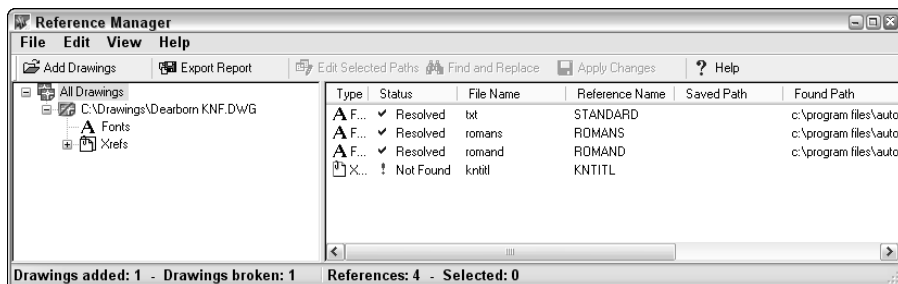 Reference Manager
File Edit View Help
Add Drawings Export Report Edit Selected Paths Find and Replace Apply Changes ? Help
All Drawings
C:\Drawings\Dearborn KNF.DWG
Fonts
Xrefs
Type Status File Name Reference Name Saved Path Found Path
F... Resolved txt STANDARD c:\program files\auto
F... Resolved romans ROMANS c:\program files\auto
F... Resolved romand ROMAND c:\program files\auto
X... Not Found kntitl KNTITL
Drawings added: 1 - Drawings broken: 1 References: 4 - Selected: 0